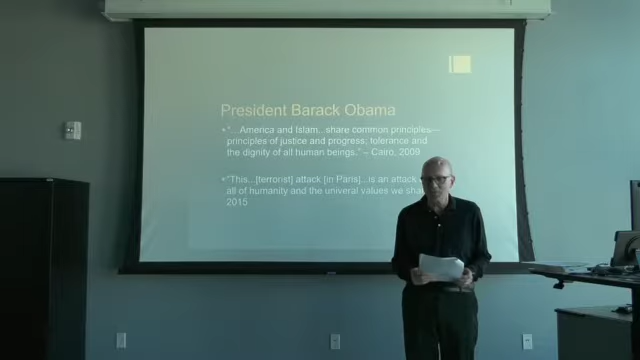 President Barack Obama
"... America and Islam...share common principles—
principles of justice and progress; tolerance and
the dignity of all human beings." – Cairo, 2009
"This...[terrorist] attack [in Paris]...is an attack
all of humanity and the univeral values we
2015